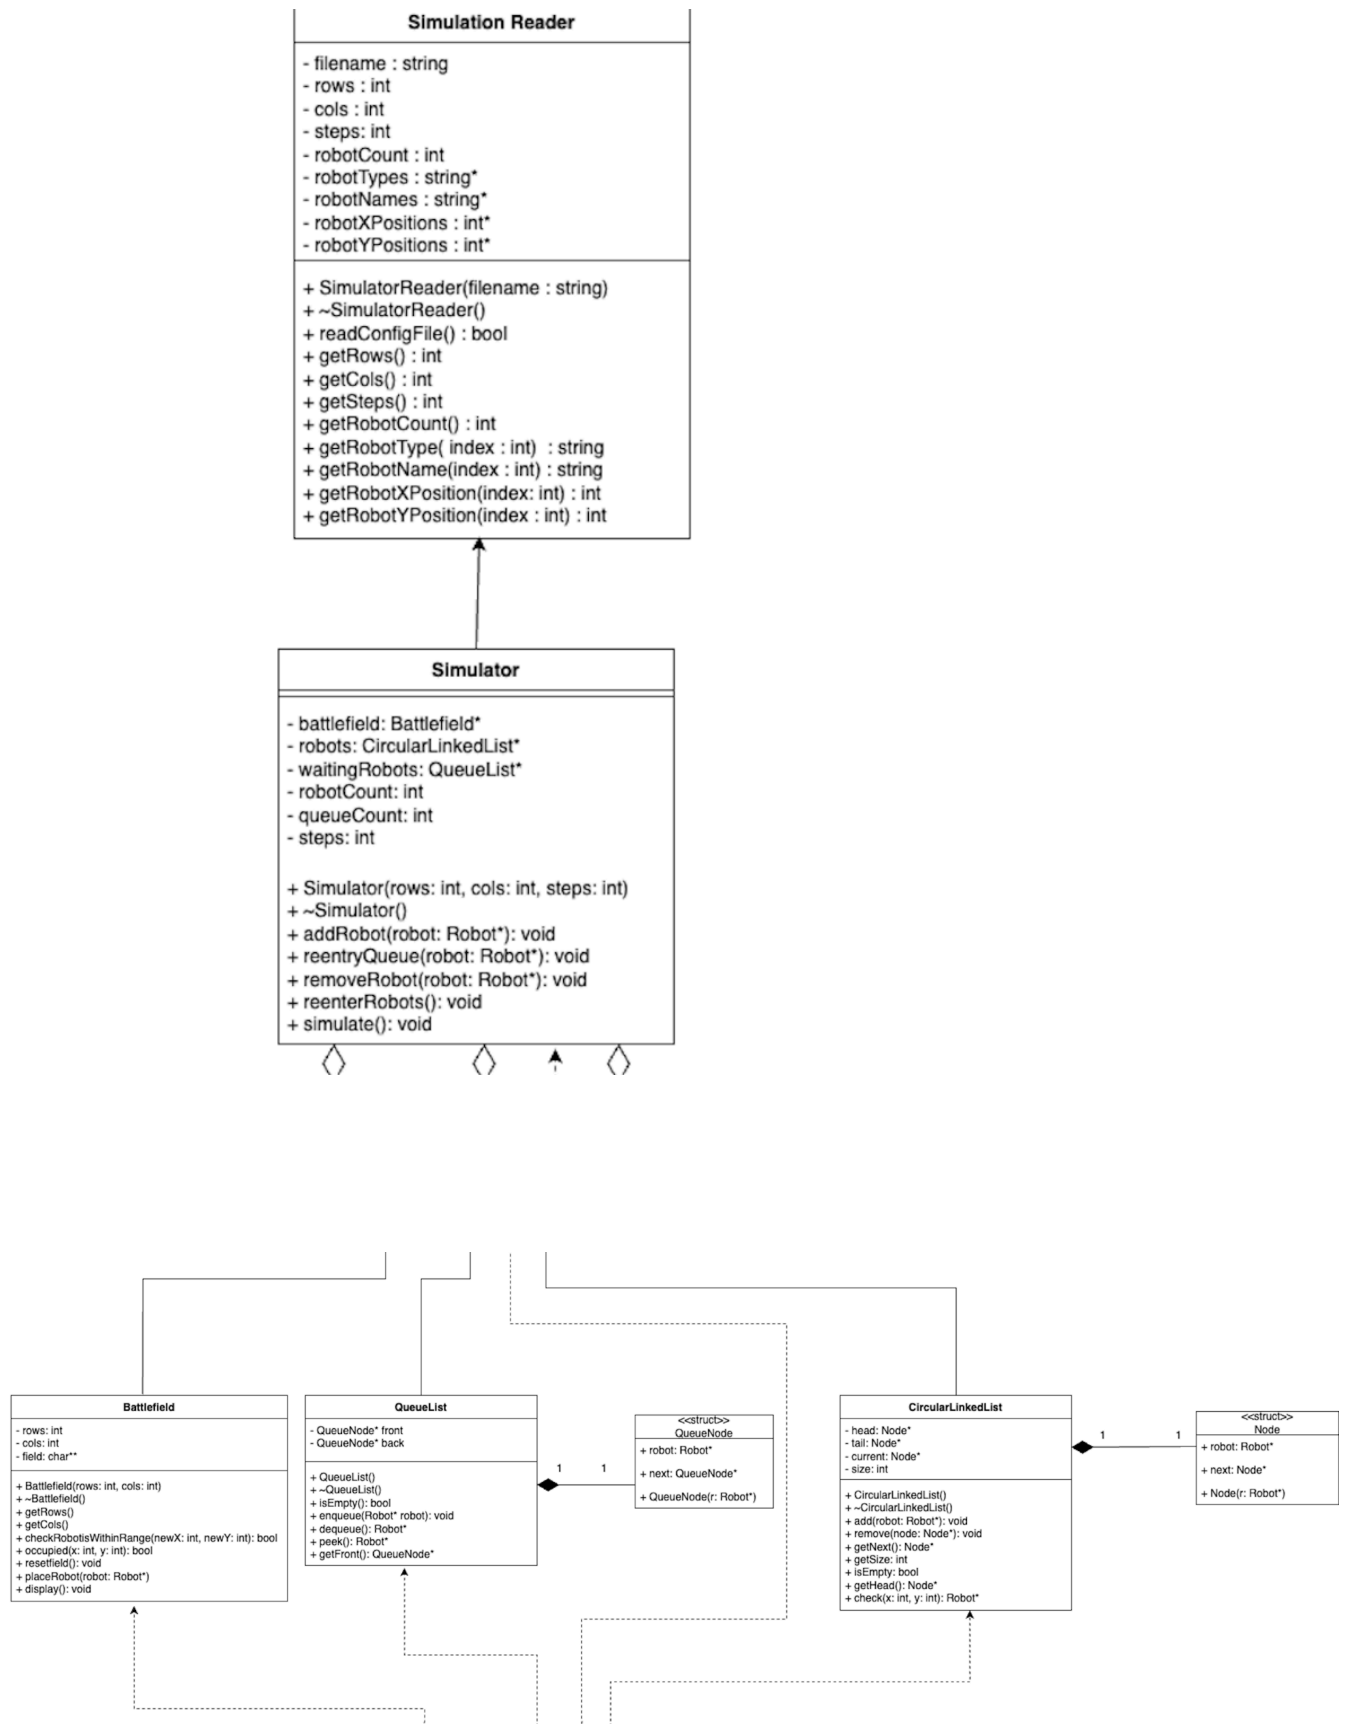 Simulation Reader
- filename : string
- rows : int
- cols : int
- steps: int
- robotCount : int
- robotTypes : string*
- robotNames : string*
- robotXPositions : int*
- robotYPositions : int*
+ SimulatorReader(filename : string)
+ ~SimulatorReader()
+ readConfigFile() : bool
+ getRows() : int
+ getCols() : int
+ getSteps() : int
+ getRobotCount() : int
+ getRobotType( index : int) : string
+ getRobotName(index : int) : string
+ getRobotXPosition(index: int) : int
+ getRobotYPosition(index : int) : int
Simulator
- battlefield: Battlefield*
- robots: CircularLinkedList*
- waitingRobots: QueueList*
- robotCount: int
- queueCount: int
- steps: int
+ Simulator(rows: int, cols: int, steps: int)
+ ~Simulator()
+ addRobot(robot: Robot*): void
+ reentryQueue(robot: Robot*): void
+ removeRobot(robot: Robot*): void
+ reenterRobots(): void
+ simulate(): void
Battlefield
- rows: int
- cols: int
- field: char**
+ Battlefield(rows: int, cols: int)
+ ~Battlefield()
+ getRows()
+ getCols()
+ checkRobotisWithinRange(newX: int, newY: int): bool
+ occupied(x: int, y: int): bool
+ resetfield(): void
+ placeRobot(robot: Robot*)
+ display(): void
QueueList
- QueueNode* front
- QueueNode* back
+ QueueList()
+ ~QueueList()
+ isEmpty(): bool
+ enqueue(Robot* robot): void
+ dequeue(): Robot*
+ peek(): Robot*
+ getFront(): QueueNode*
1 1
<<struct>>
QueueNode
+ robot: Robot*
+ next: QueueNode*
+ QueueNode(r: Robot*)
CircularLinkedList
- head: Node*
- tail: Node*
- current: Node*
- size: int
+ CircularLinkedList()
+ ~CircularLinkedList()
+ add(robot: Robot*): void
+ remove(node: Node*): void
+ getNext(): Node*
+ getSize: int
+ isEmpty: bool
+ getHead(): Node*
+ check(x: int, y: int): Robot*
1 1
<<struct>>
Node
+ robot: Robot*
+ next: Node*
+ Node(r: Robot*)